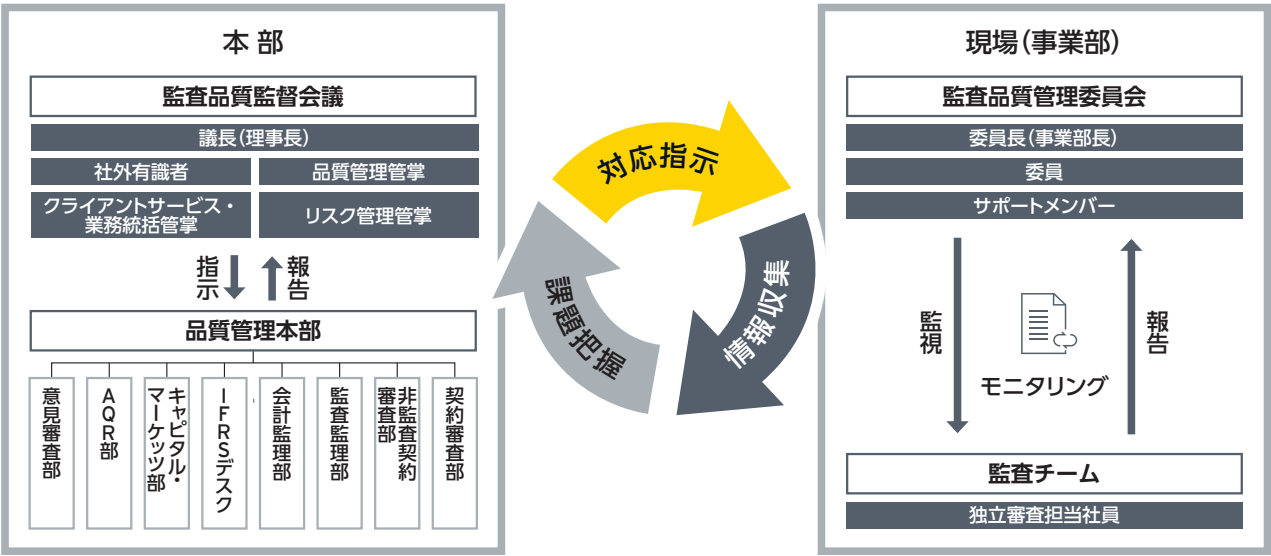 本部
監査品質監督会議
議長(理事長)
社外有識者
品質管理管掌
クライアントサービス・
業務統括管掌
リスク管理管掌
指示
報告
品質管理本部
意見審査部
AQR部
キャピタル・
マーケッツ部
IFRSデスク
会計監理部
監査監理部
非監査契約
審査部
契約審査部
対応指示
情報収集
課題把握
現場(事業部)
監査品質管理委員会
委員長(事業部長)
委員
サポートメンバー
監視
モニタリング
報告
監査チーム
独立審査担当社員